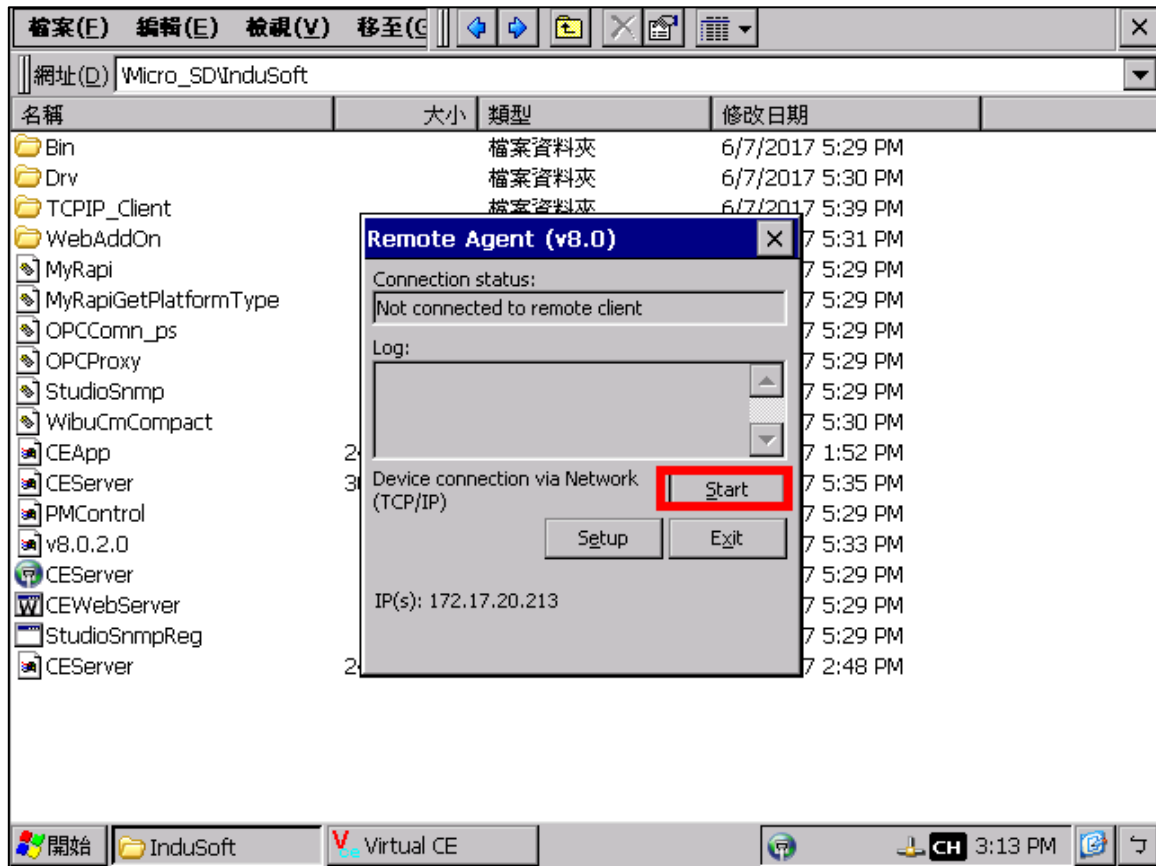 檔案(F) 編輯(E) 檢視(V) 移至(G
網址(D) \Micro_SD\InduSoft
名稱 大小 類型 修改日期
Bin 檔案資料夾 6/7/2017 5:29 PM
Drv 檔案資料夾 6/7/2017 5:30 PM
TCPIP_Client 檔案資料夾 6/7/2017 5:39 PM
WebAddOn 7 5:31 PM
MyRapi 7 5:29 PM
MyRapiGetPlatformType 7 5:29 PM
OPCComn_ps 7 5:29 PM
OPCProxy 7 5:29 PM
StudioSnmp 7 5:29 PM
WibuCmCompact 7 5:30 PM
CEApp 2 7 1:52 PM
CEServer 3 7 5:35 PM
PMControl 7 5:29 PM
v8.0.2.0 7 5:33 PM
CEServer 7 5:29 PM
CEWebServer 7 5:29 PM
StudioSnmpReg 7 5:29 PM
CEServer 2 7 2:48 PM
Remote Agent (v8.0)
Connection status:
Not connected to remote client
Log:
Device connection via Network
(TCP/IP)
Start
Setup Exit
IP(s): 172.17.20.213
開始 InduSoft Virtual CE CH 3:13 PM ㄅ